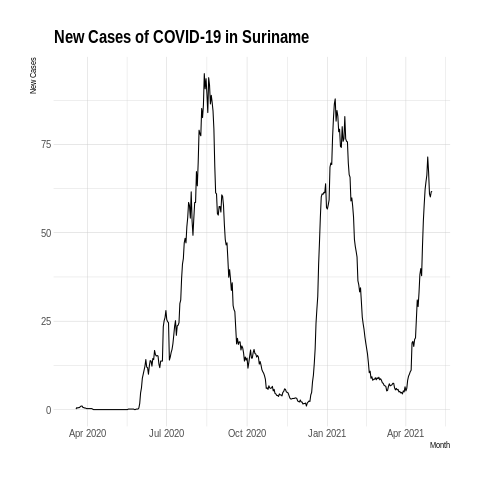 New Cases of COVID-19 in Suriname
New Cases
75
50
25
0
Apr 2020 Jul 2020 Oct 2020 Jan 2021 Apr 2021
Month